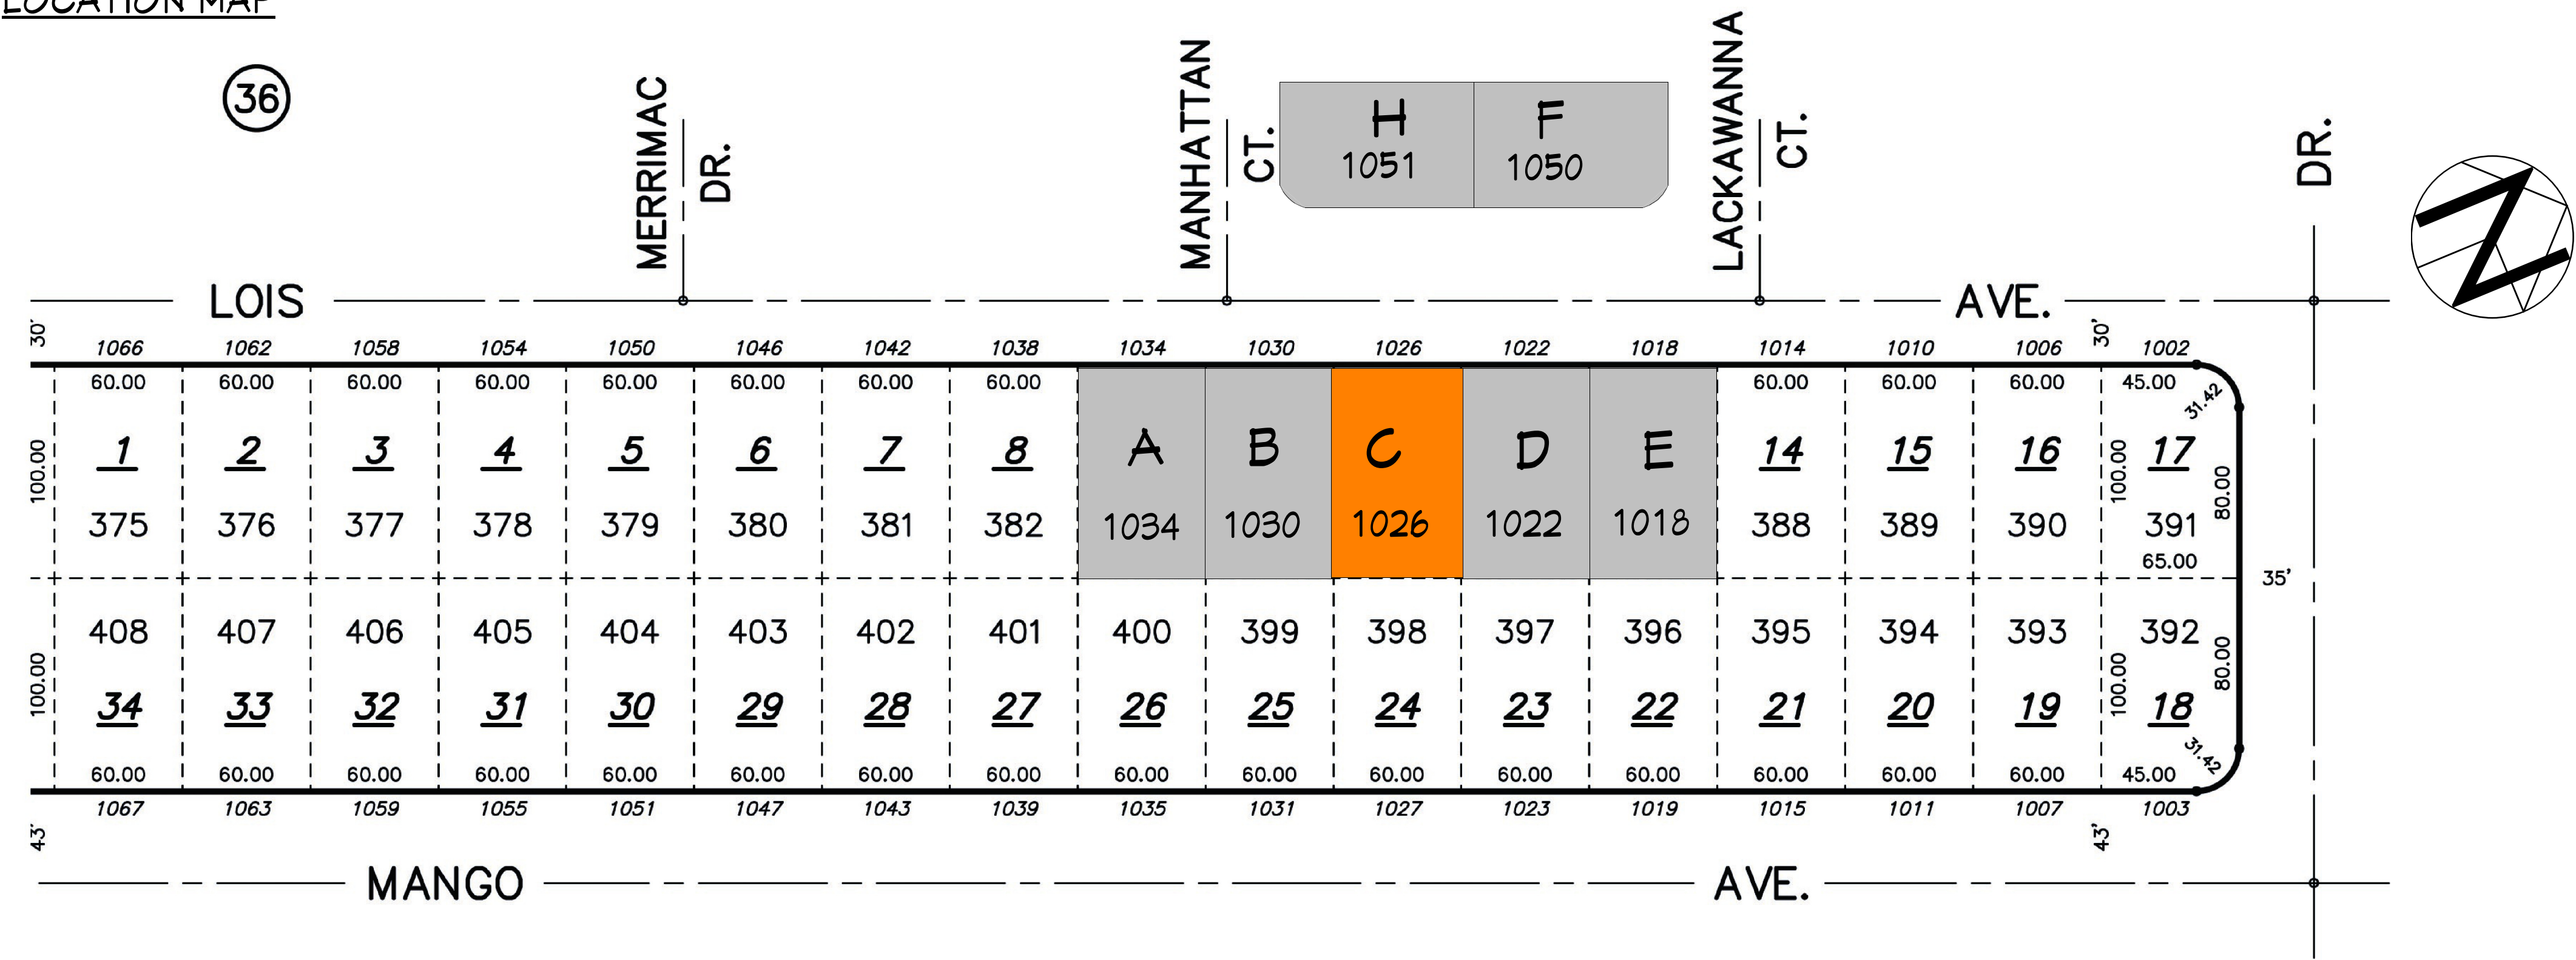 LOCATION MAP
36
MERRIMAC
DR.
MANHATTAN
CT.
H
F
1051
1050
LACKAWANNA
CT.
DR.
N
LOIS
AVE.
30' 1066 1062 1058 1054 1050 1046 1042 1038 1034 1030 1026 1022 1018 1014 1010 1006 30' 1002
60.00 60.00 60.00 60.00 60.00 60.00 60.00 60.00 60.00 60.00 60.00 45.00
31.42
100.00 1 2 3 4 5 6 7 8 A B C D E 14 15 16 100.00 17 80.00
375 376 377 378 379 380 381 382 1034 1030 1026 1022 1018 388 389 390 391
65.00
35'
408 407 406 405 404 403 402 401 400 399 398 397 396 395 394 393 392
100.00 34 33 32 31 30 29 28 27 26 25 24 23 22 21 20 19 100.00 18 80.00
31.42
60.00 60.00 60.00 60.00 60.00 60.00 60.00 60.00 60.00 60.00 60.00 60.00 60.00 60.00 60.00 60.00 45.00
1067 1063 1059 1055 1051 1047 1043 1039 1035 1031 1027 1023 1019 1015 1011 1007 1003
43' 43'
MANGO
AVE.